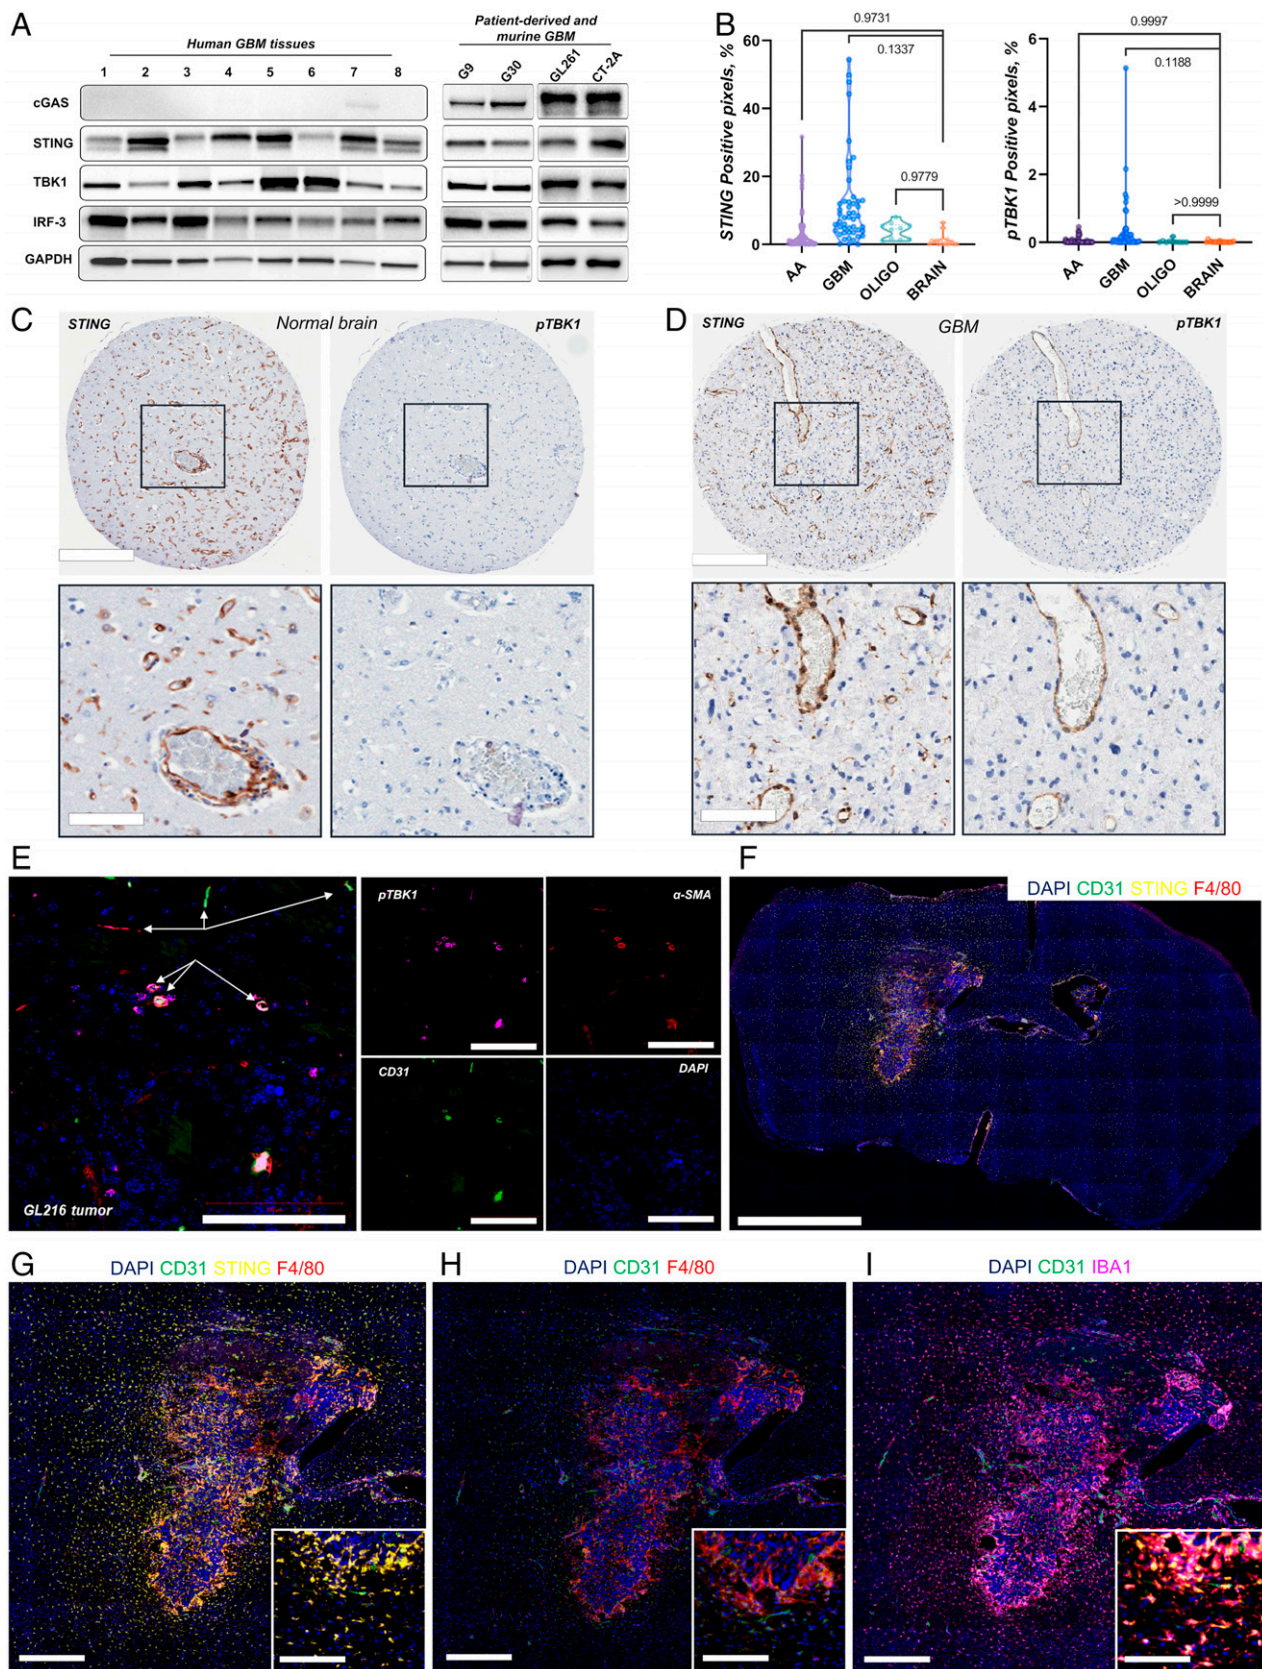 A
Human GBM tissues
Patient-derived and
murine GBM
1 2 3 4 5 6 7 8
G9 G30 GL261 CT-2A
cGAS
STING
TBK1
IRF-3
GAPDH
B
STING Positive pixels, %
60
40
20
0
0.9731
0.1337
0.9779
AA GBM OLIGO BRAIN
pTBK1 Positive pixels, %
6
4
2
0
0.9997
0.1188
>0.9999
AA GBM OLIGO BRAIN
C
STING Normal brain pTBK1
D
STING GBM pTBK1
E
GL216 tumor
pTBK1
α-SMA
CD31
DAPI
F
DAPI CD31 STING F4/80
G
DAPI CD31 STING F4/80
H
DAPI CD31 F4/80
I
DAPI CD31 IBA1